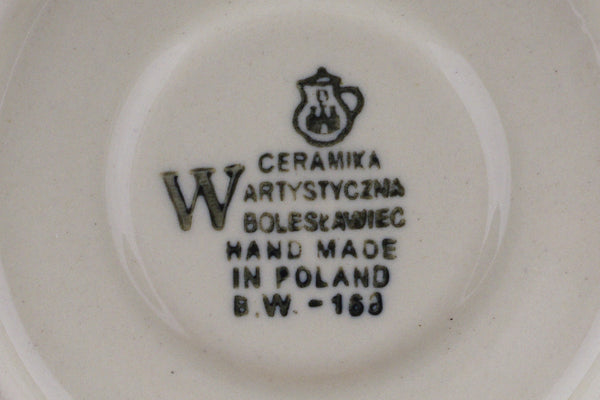 CERAMIKA
W ARTYSTYCZNA
BOLESŁAWIEC
HAND MADE
IN POLAND
B.W. -